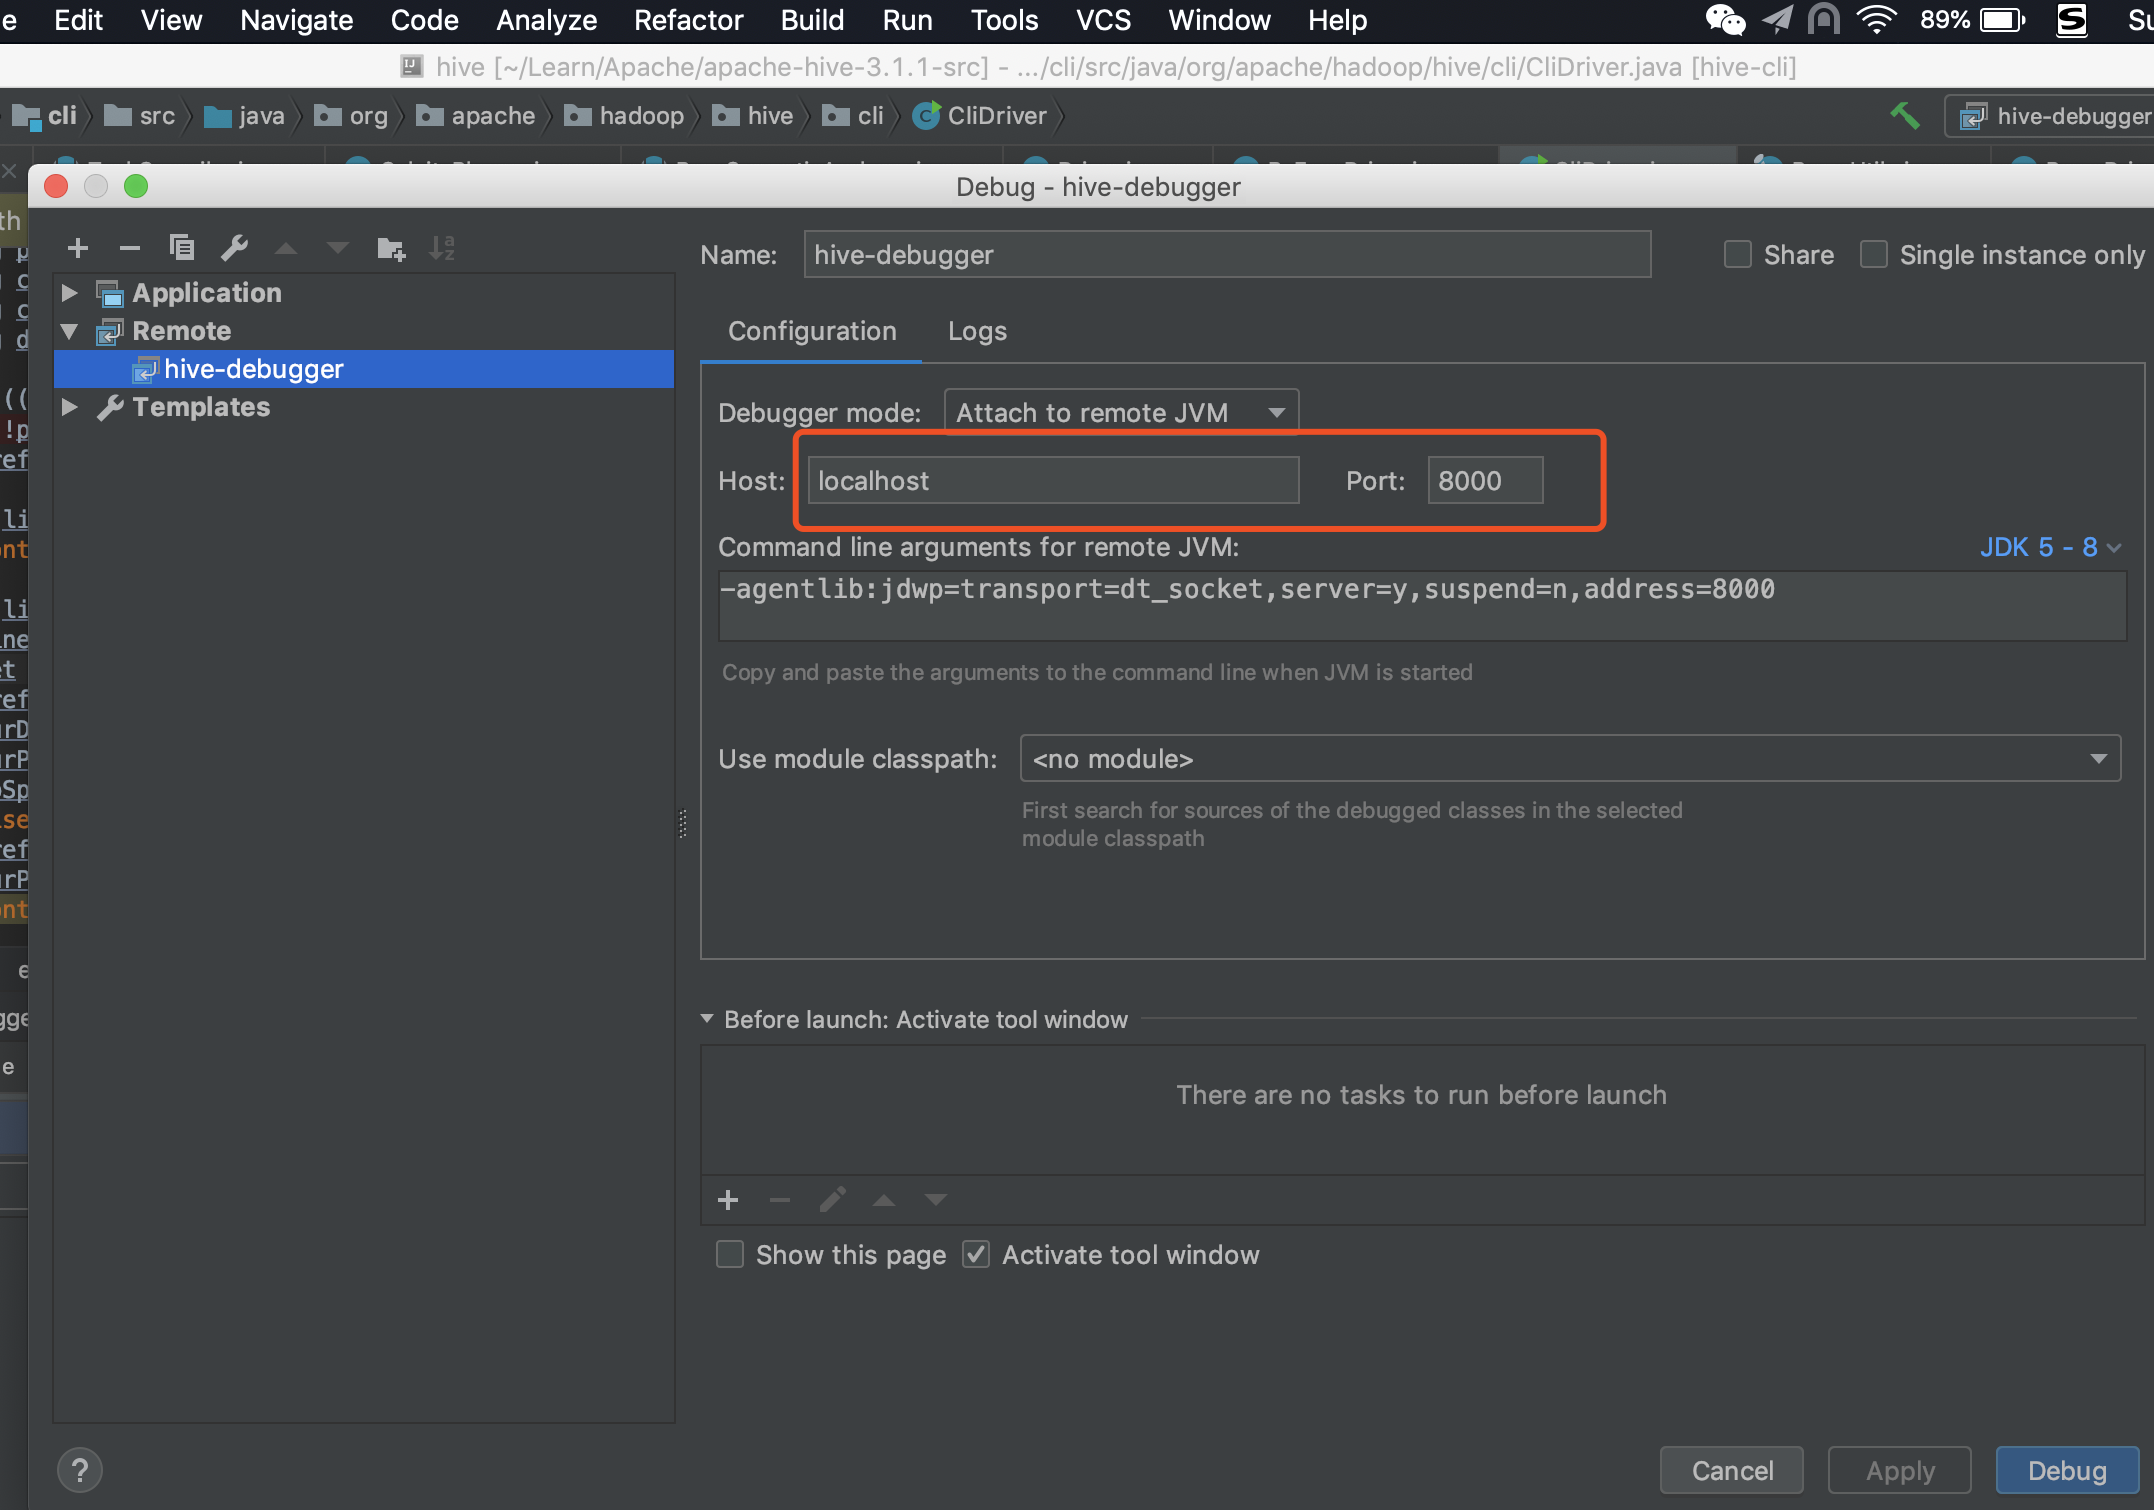 Edit View Navigate Code Analyze Refactor Build Run Tools VCS Window Help 89%
hive [~/Learn/Apache/apache-hive-3.1.1-src] - .../cli/src/java/org/apache/hadoop/hive/cli/CliDriver.java [hive-cli]
cli src java org apache hadoop hive cli CliDriver hive-debugger
Debug - hive-debugger
Name: hive-debugger Share Single instance only
Application
Remote
hive-debugger
Templates
Configuration Logs
Debugger mode: Attach to remote JVM
Host: localhost Port: 8000
Command line arguments for remote JVM: JDK 5 - 8
-agentlib:jdwp=transport=dt_socket,server=y,suspend=n,address=8000
Copy and paste the arguments to the command line when JVM is started
Use module classpath: <no module>
First search for sources of the debugged classes in the selected
module classpath
Before launch: Activate tool window
There are no tasks to run before launch
Show this page Activate tool window
? Cancel Apply Debug